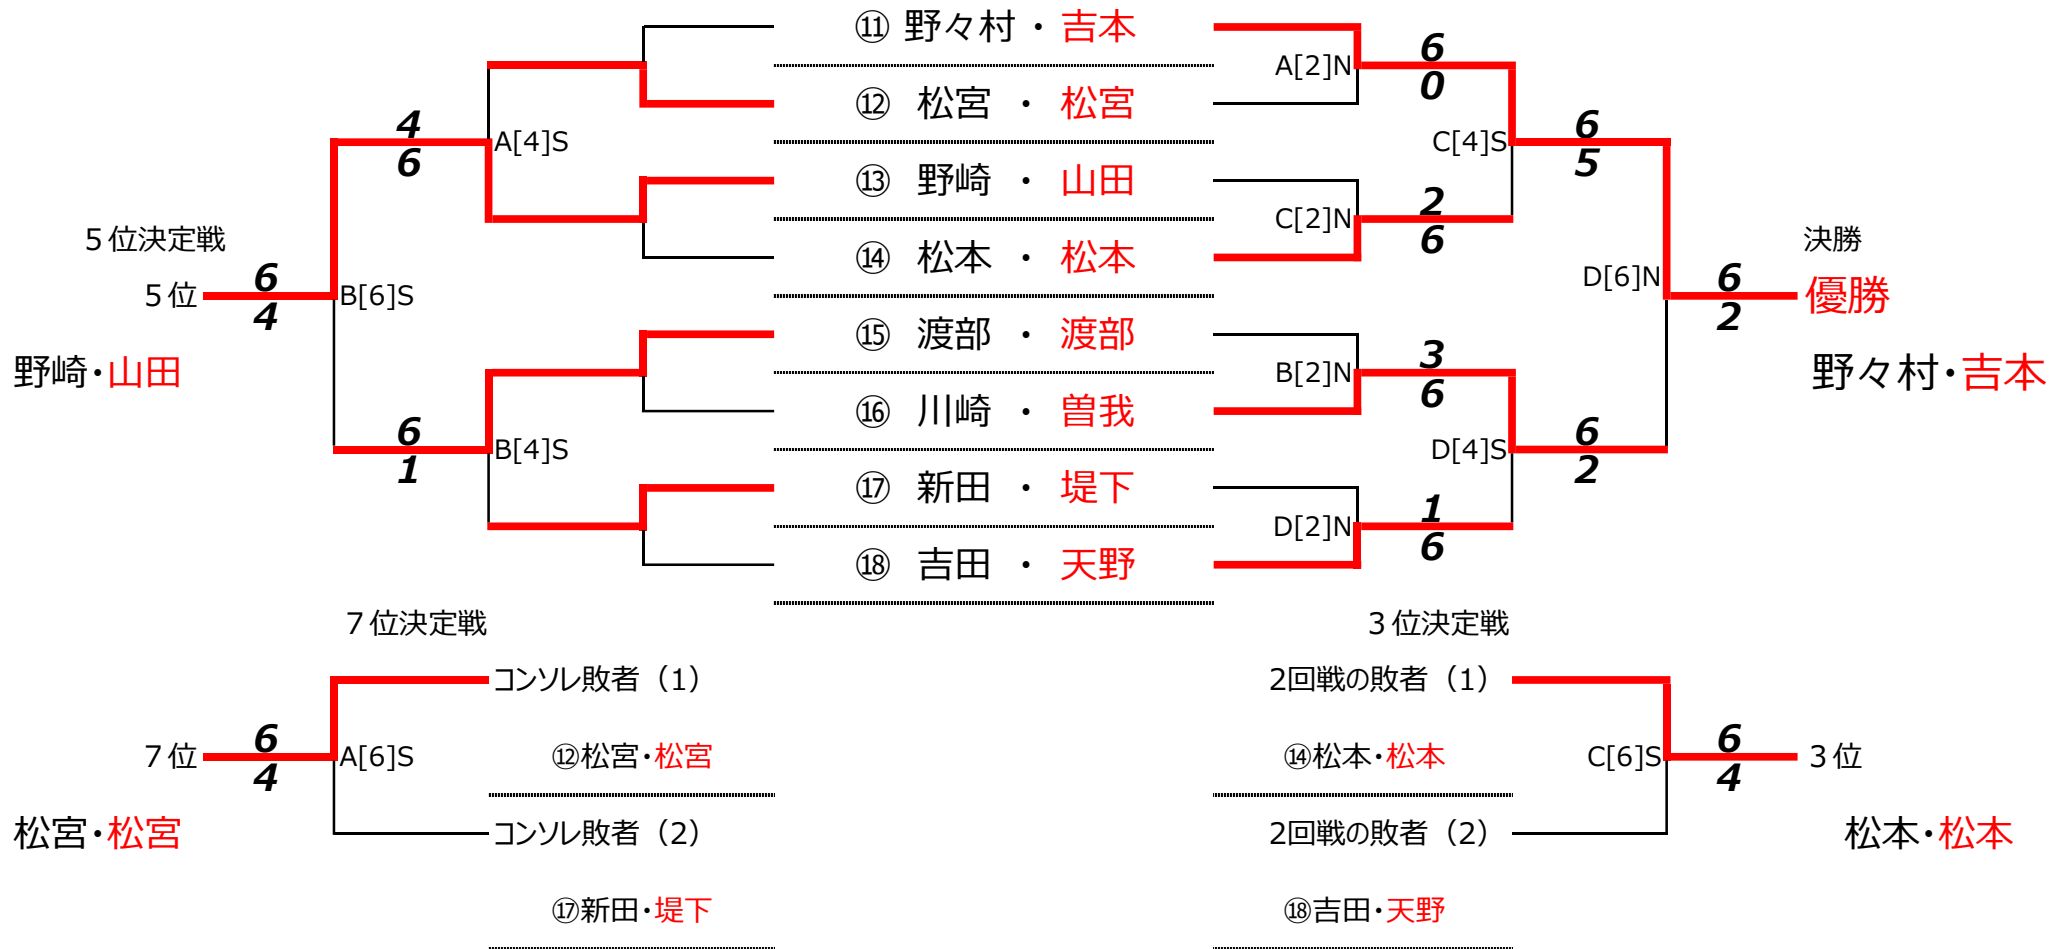 ⑪ 野々村 ・ 吉本
A[2]N
6
0
⑫ 松宮 ・ 松宮
4
6
A[4]S
C[4]S
6
5
⑬ 野崎 ・ 山田
C[2]N
2
6
5位決定戦
決勝
⑭ 松本 ・ 松本
5位
6
4
B[6]S
D[6]N
6
2
優勝
⑮ 渡部 ・ 渡部
野崎・山田
B[2]N
3
6
野々村・吉本
⑯ 川崎 ・ 曽我
6
1
B[4]S
D[4]S
6
2
⑰ 新田 ・ 堤下
D[2]N
1
6
⑱ 吉田 ・ 天野
7位決定戦
3位決定戦
コンソレ敗者（1）
2回戦の敗者（1）
7位
6
4
A[6]S
⑫松宮・松宮
⑭松本・松本
C[6]S
6
4
3位
松宮・松宮
コンソレ敗者（2）
2回戦の敗者（2）
松本・松本
⑰新田・堤下
⑱吉田・天野